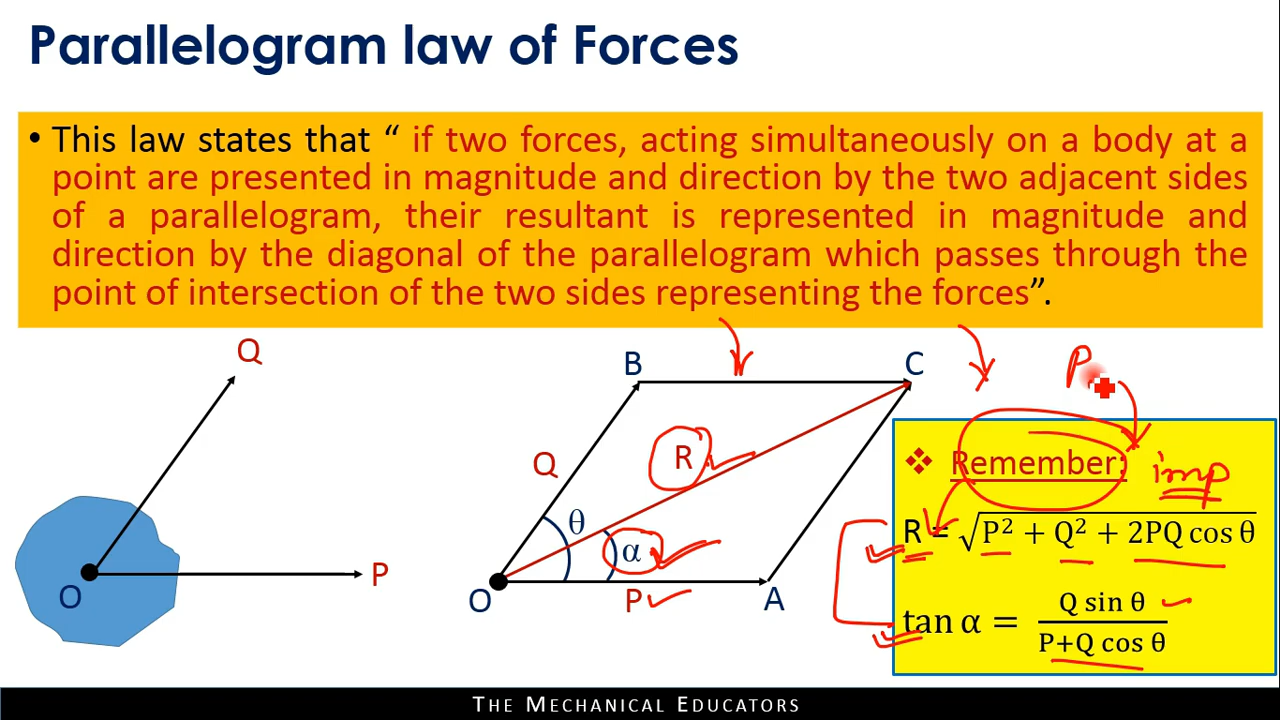 Parallelogram law of Forces
• This law states that “ if two forces, acting simultaneously on a body at a
point are presented in magnitude and direction by the two adjacent sides
of a parallelogram, their resultant is represented in magnitude and
direction by the diagonal of the parallelogram which passes through the
point of intersection of the two sides representing the forces”.
Q
O
P
B
C
P
Q
R
θ
α
O
P
A
❖ Remember:
imp
R = √P² + Q² + 2PQ cos θ
tan α = Q sin θ / P+Q cos θ
THE MECHANICAL EDUCATORS